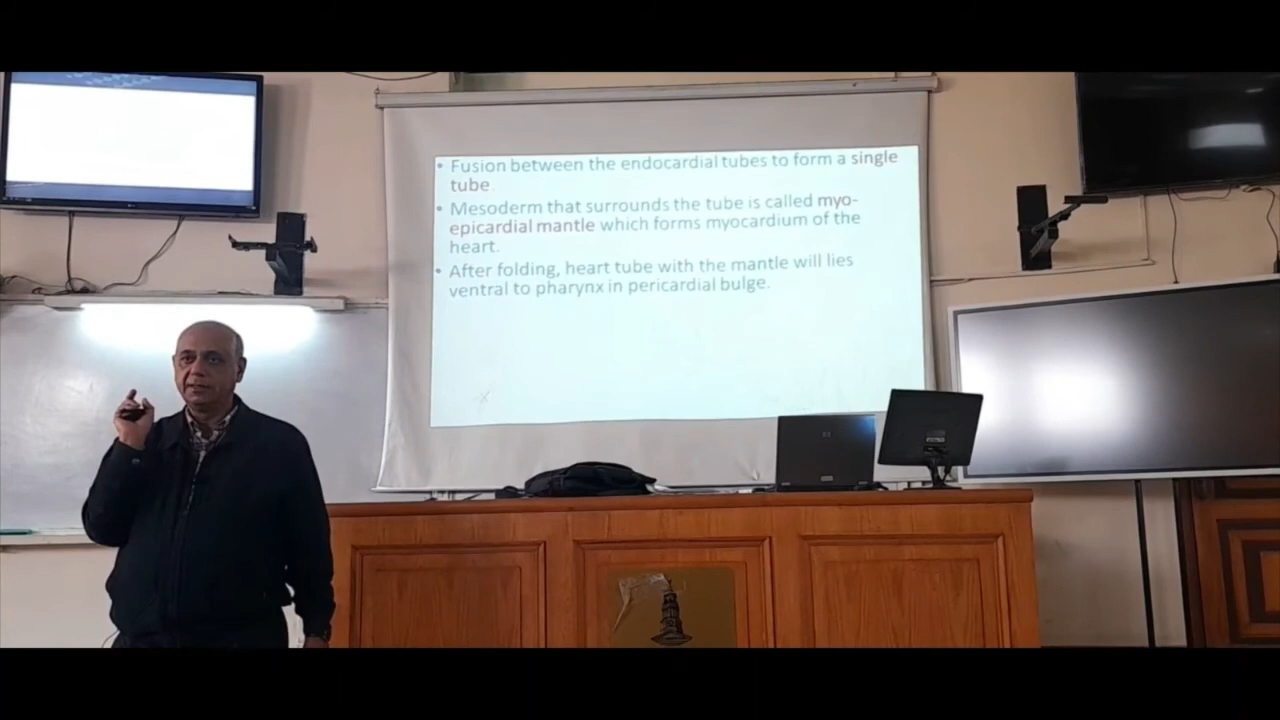 • Fusion between the endocardial tubes to form a single
tube.
• Mesoderm that surrounds the tube is called myo-
epicardial mantle which forms myocardium of the
heart.
• After folding, heart tube with the mantle will lies
ventral to pharynx in pericardial bulge.